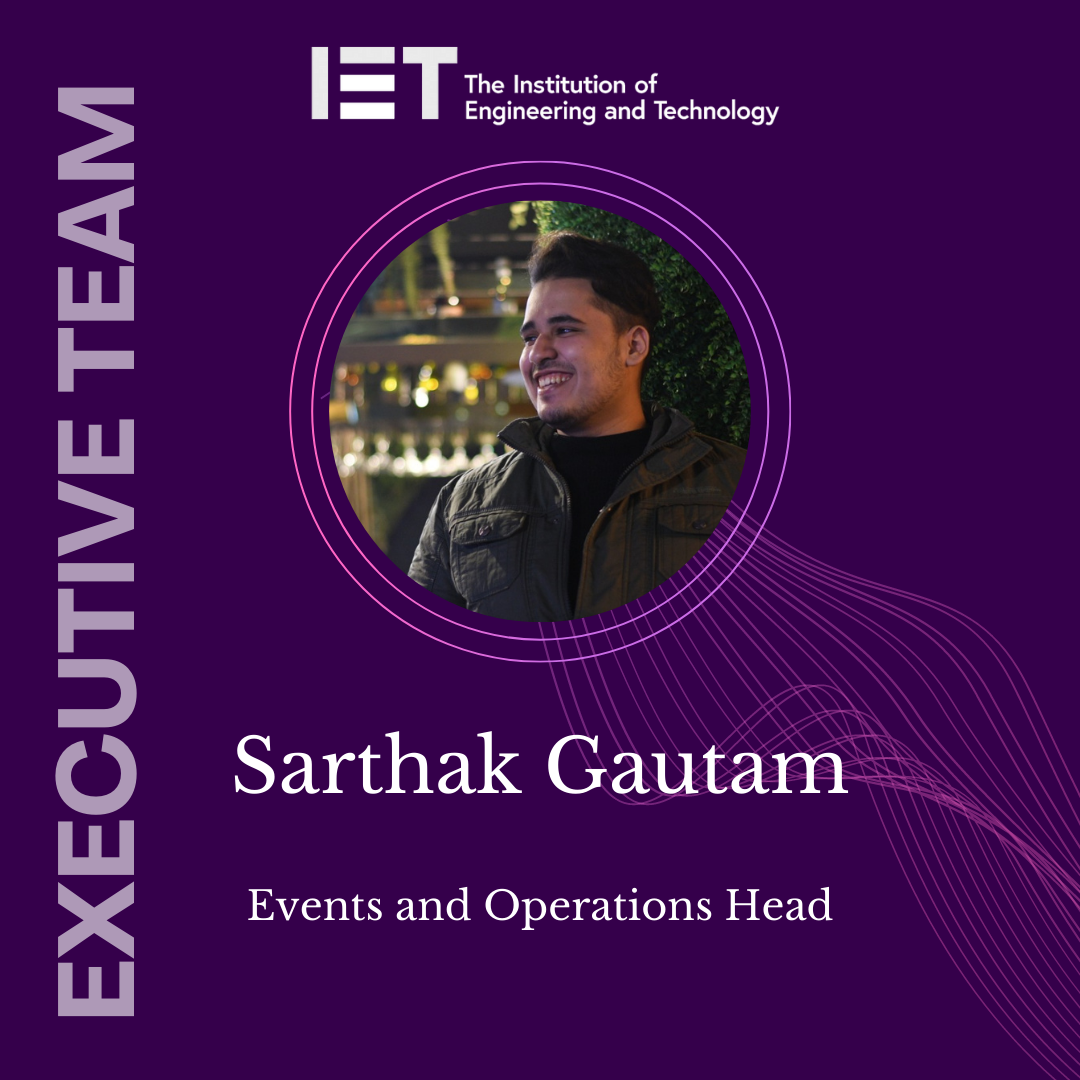 IET
The Institution of
Engineering and Technology
EXECUTIVE TEAM
Sarthak Gautam
Events and Operations Head